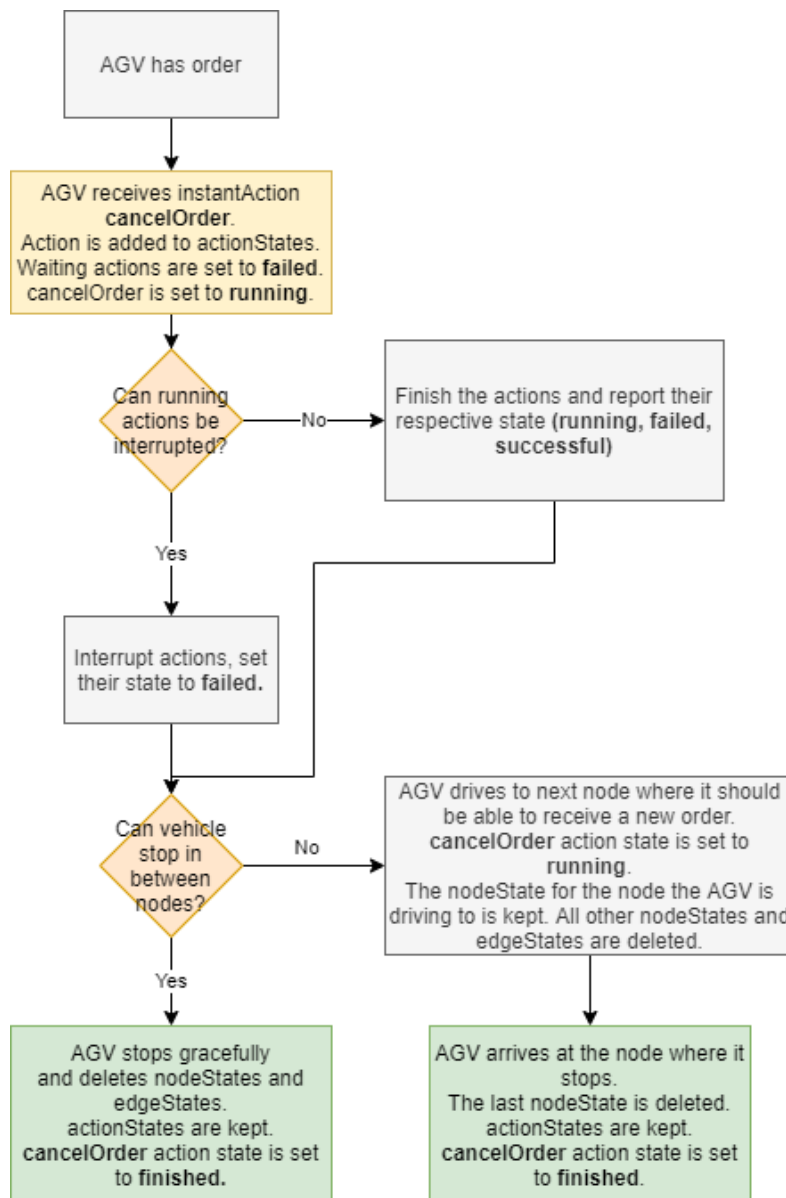 AGV has order
AGV receives instantAction
cancelOrder.
Action is added to actionStates.
Waiting actions are set to failed.
cancelOrder is set to running.
Can running
actions be
interrupted?
No
Finish the actions and report their
respective state (running, failed,
successful)
Yes
Interrupt actions, set
their state to failed.
Can vehicle
stop in
between
nodes?
No
AGV drives to next node where it should
be able to receive a new order.
cancelOrder action state is set to
running.
The nodeState for the node the AGV is
driving to is kept. All other nodeStates and
edgeStates are deleted.
Yes
AGV stops gracefully
and deletes nodeStates and
edgeStates.
actionStates are kept.
cancelOrder action state is set
to finished.
AGV arrives at the node where it
stops.
The last nodeState is deleted.
actionStates are kept.
cancelOrder action state is set
to finished.